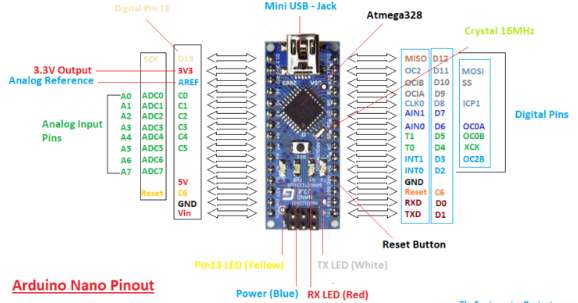 Digital Pin 13
Mini USB - Jack
Atmega328
Crystal 16MHz
SCK D13
3.3V Output 3V3
Analog Reference AREF
A0 ADC0 C0
A1 ADC1 C1
A2 ADC2 C2
A3 ADC3 C3
A4 ADC4 C4
A5 ADC5 C5
A6 ADC6
A7 ADC7
Analog Input
Pins
5V
Reset C6
GND
Vin
MISO D12
OC2 D11 MOSI
OCIB D10 SS
OCIA D9
CLK0 D8 ICP1
AIN1 D7
AIN0 D6 OC0A
T1 D5 OC0B
T0 D4 XCK
INT1 D3 OC2B
INT0 D2
GND
Reset C6
RXD D0
TXD D1
Digital Pins
Reset Button
Pin13 LED (Yellow)
TX LED (White)
Arduino Nano Pinout
Power (Blue)
RX LED (Red)